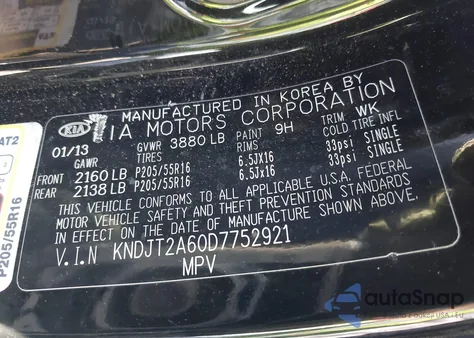 MANUFACTURED IN KOREA BY
KIA IA MOTORS CORPORATION
01/13 GVWR 3880 LB PAINT 9H TRIM WK
GAWR TIRES RIMS COLD TIRE INFL
FRONT 2160 LB P205/55R16 6.5JX16 33psi SINGLE
REAR 2138 LB P205/55R16 6.5JX16 33psi SINGLE
THIS VEHICLE CONFORMS TO ALL APPLICABLE U.S.A. FEDERAL
MOTOR VEHICLE SAFETY AND THEFT PREVENTION STANDARDS
IN EFFECT ON THE DATE OF MANUFACTURE SHOWN ABOVE.
V.I.N KNDJT2A60D7752921
MPV
AT2
P205/55R16
autoSnap